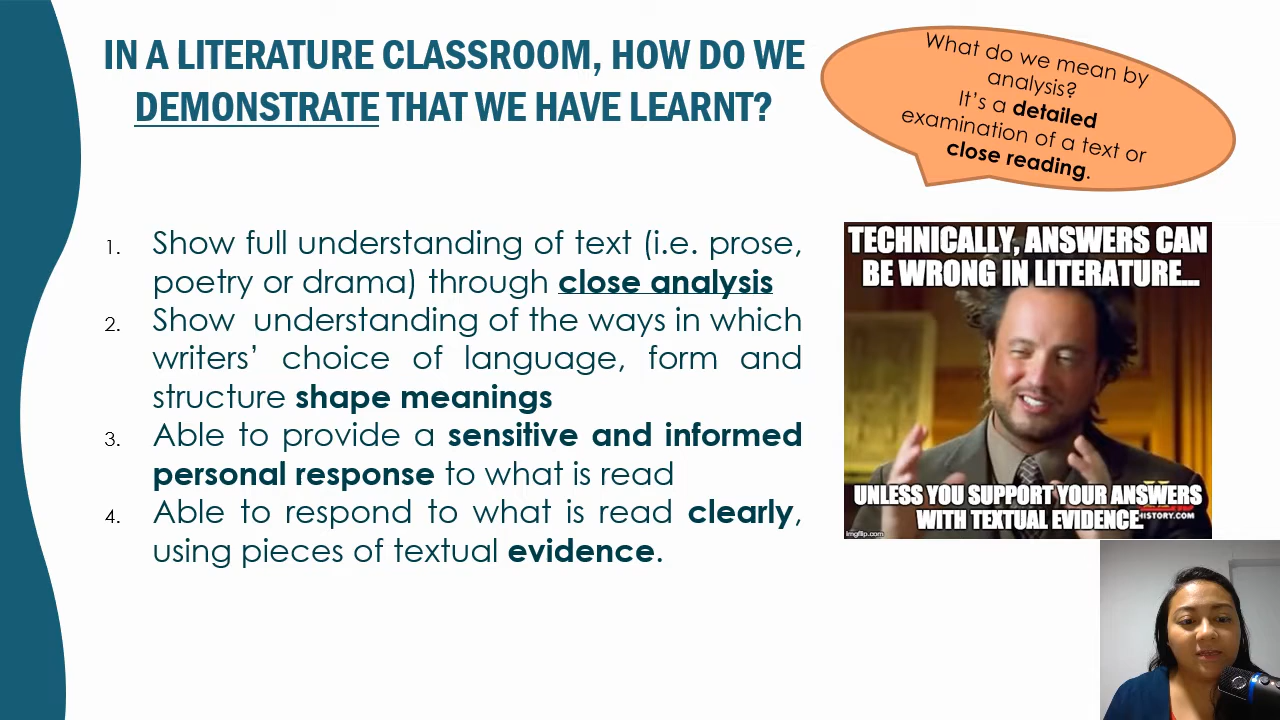 IN A LITERATURE CLASSROOM, HOW DO WE
DEMONSTRATE THAT WE HAVE LEARNT?
What do we mean by
analysis?
It's a detailed
examination of a text or
close reading.
1. Show full understanding of text (i.e. prose,
poetry or drama) through close analysis
2. Show understanding of the ways in which
writers' choice of language, form and
structure shape meanings
3. Able to provide a sensitive and informed
personal response to what is read
4. Able to respond to what is read clearly,
using pieces of textual evidence.
TECHNICALLY, ANSWERS CAN
BE WRONG IN LITERATURE...
UNLESS YOU SUPPORT YOUR ANSWERS
WITH TEXTUAL EVIDENCE.
HISTORY.COM
imgflip.com